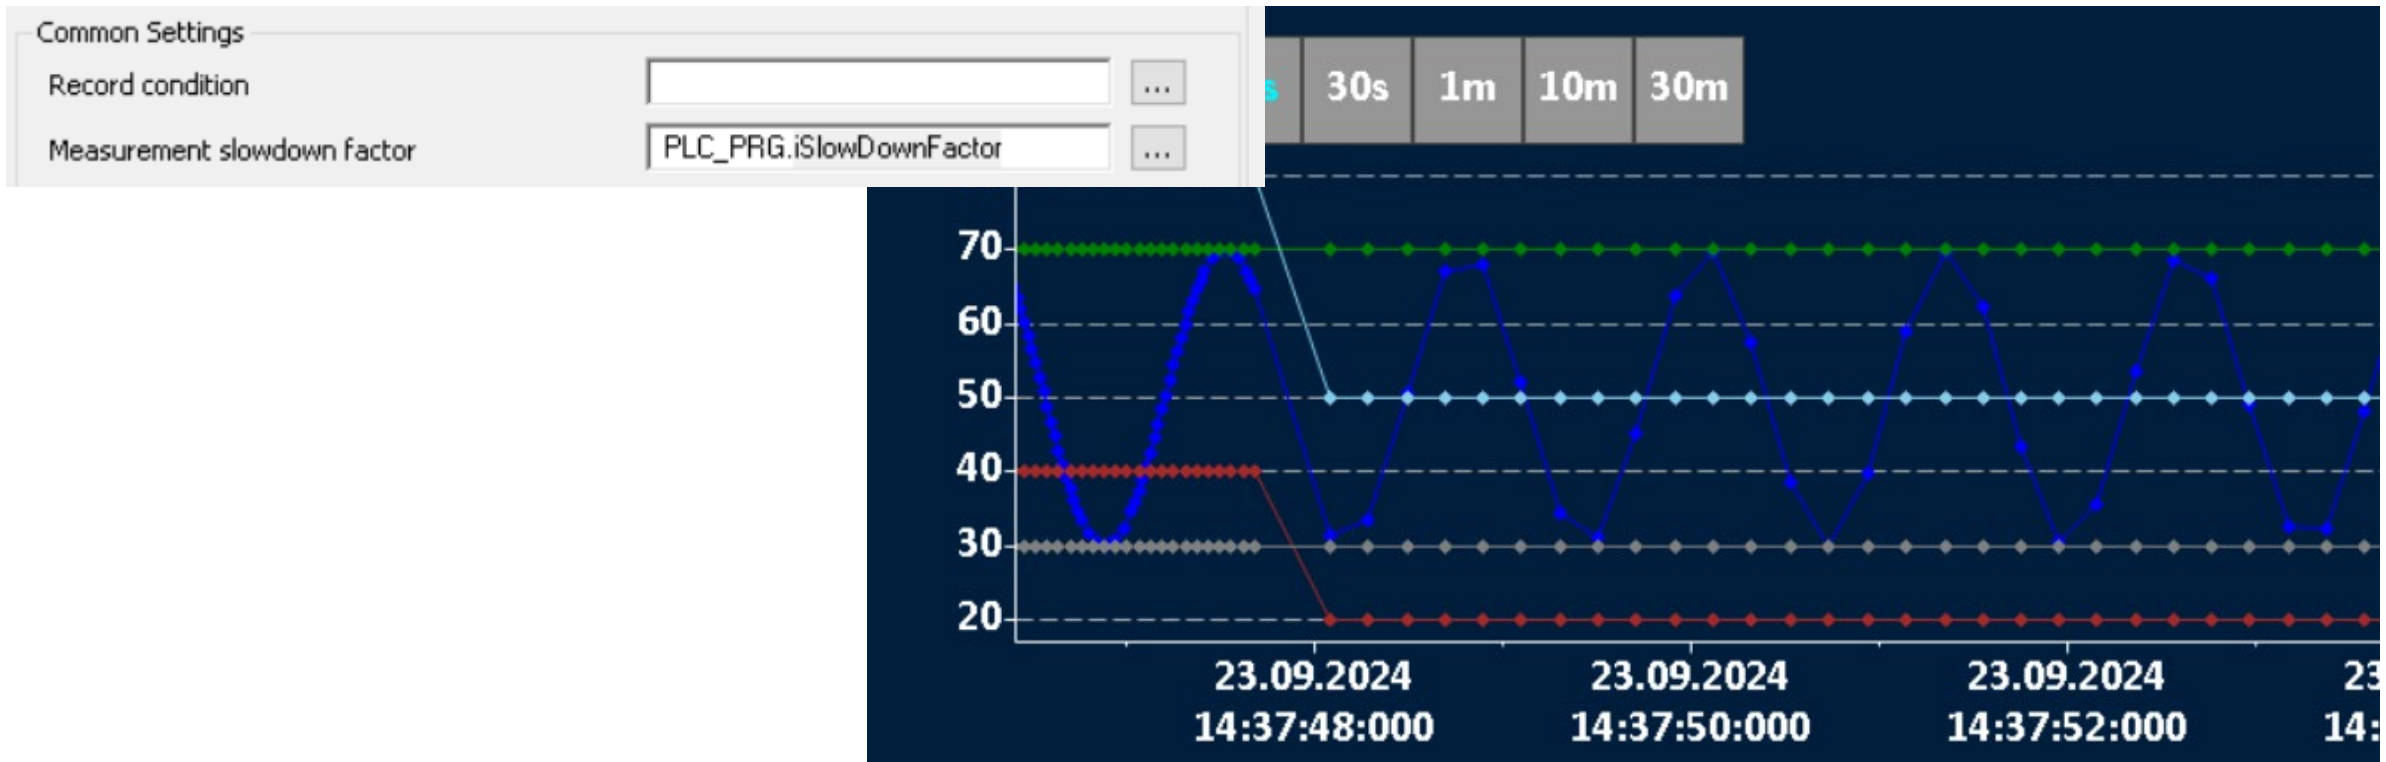 Common Settings
Record condition ...
Measurement slowdown factor PLC_PRG.iSlowDownFactor ...
s 30s 1m 10m 30m
70
60
50
40
30
20
23.09.2024 23.09.2024 23.09.2024 23
14:37:48:000 14:37:50:000 14:37:52:000 14: